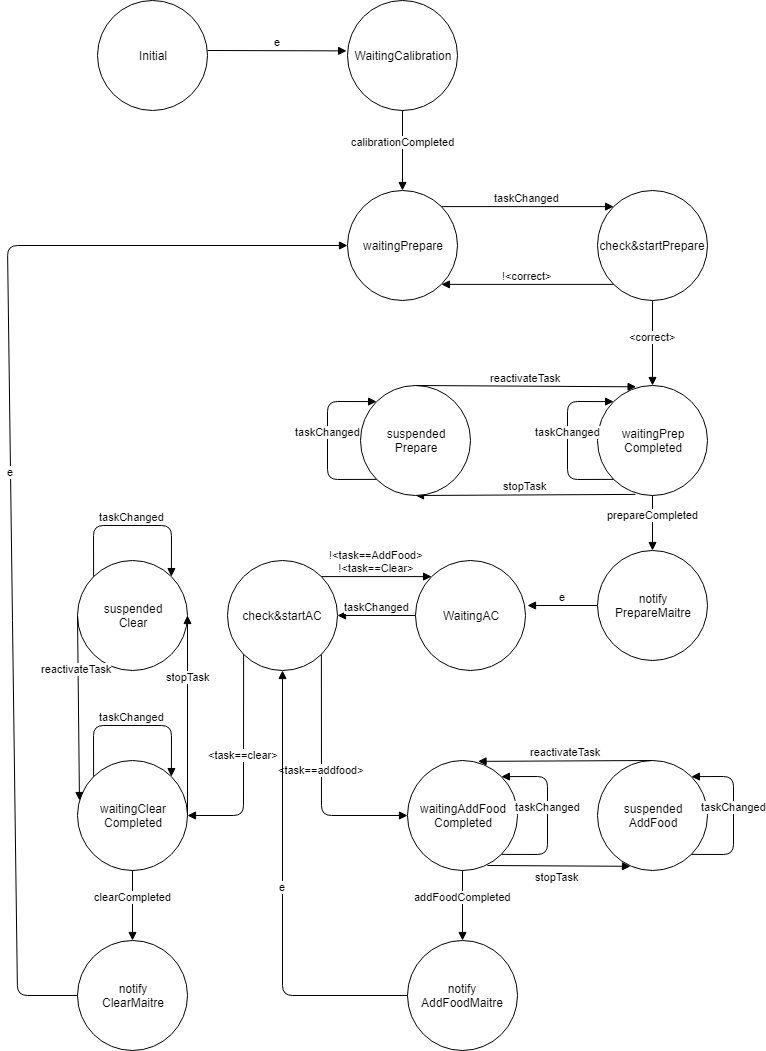 e
Initial
WaitingCalibration
calibrationCompleted
taskChanged
waitingPrepare
check&startPrepare
!<correct>
<correct>
reactivateTask
taskChanged
suspended
Prepare
taskChanged
waitingPrep
Completed
e
stopTask
prepareCompleted
taskChanged
!<task==AddFood>
!<task==Clear>
suspended
Clear
check&startAC
taskChanged
WaitingAC
e
notify
PrepareMaitre
reactivateTask
stopTask
taskChanged
<task==clear>
<task==addfood>
reactivateTask
waitingClear
Completed
waitingAddFood
Completed
taskChanged
suspended
AddFood
taskChanged
stopTask
clearCompleted
e
addFoodCompleted
notify
ClearMaitre
notify
AddFoodMaitre